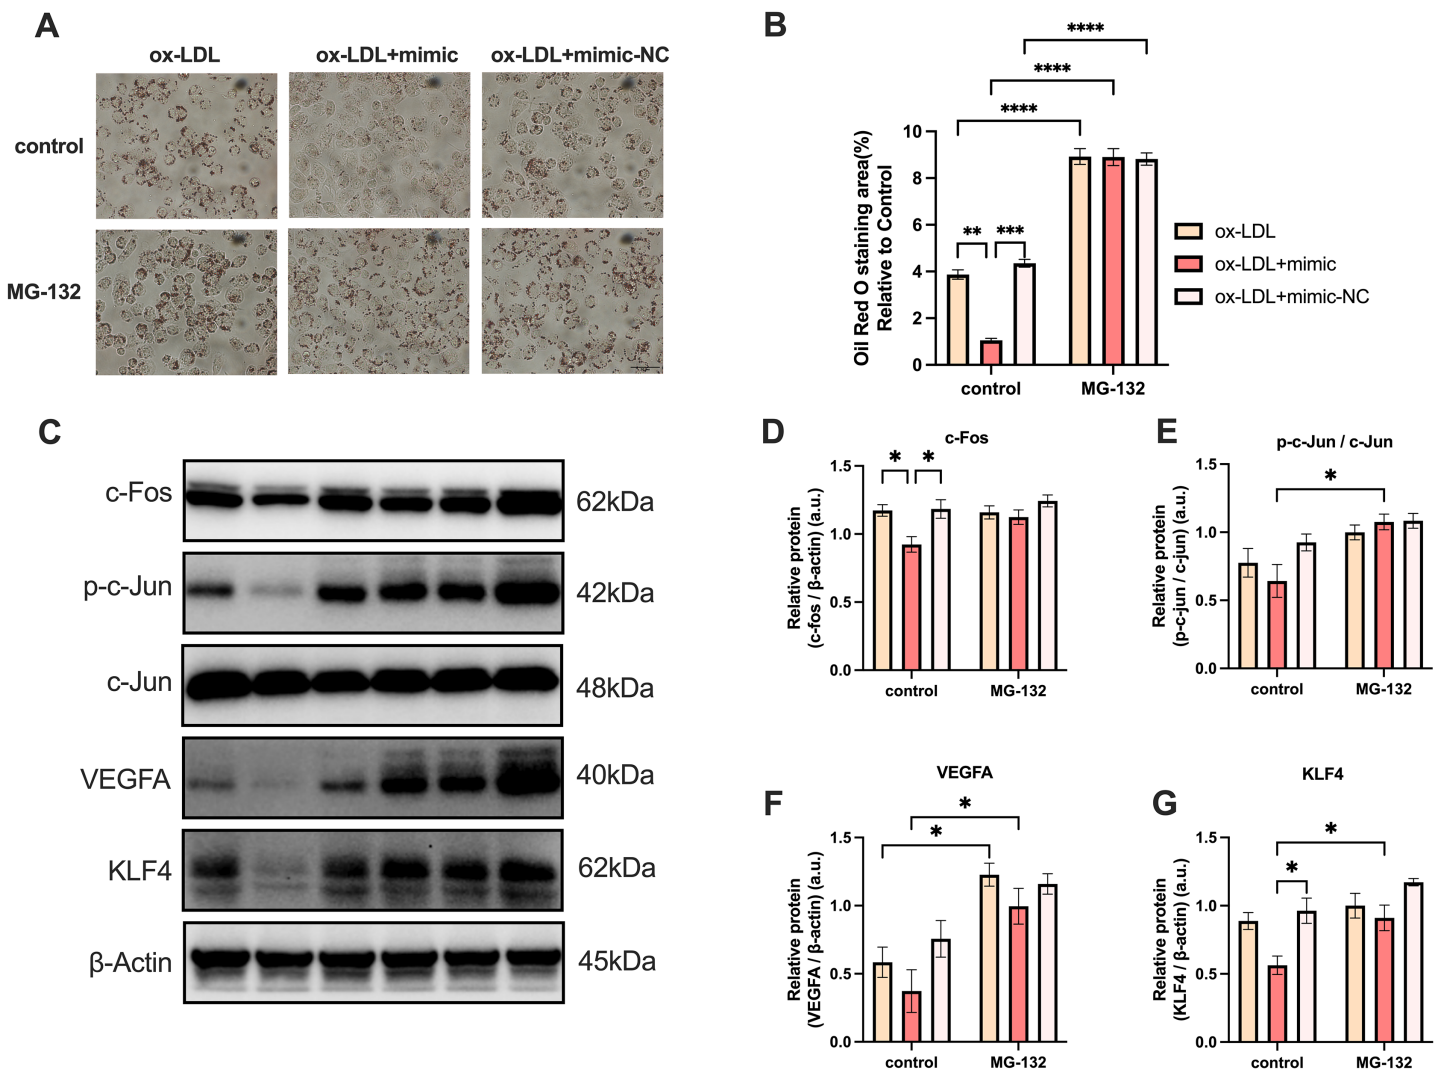 A
ox-LDL
ox-LDL+mimic
ox-LDL+mimic-NC
control
MG-132
B
****
****
****
** ***
Oil Red O staining area(%)
Relative to Control
10
8
6
4
2
0
control
MG-132
ox-LDL
ox-LDL+mimic
ox-LDL+mimic-NC
C
c-Fos
62kDa
p-c-Jun
42kDa
c-Jun
48kDa
VEGFA
40kDa
KLF4
62kDa
β-Actin
45kDa
D
c-Fos
* *
Relative protein
(c-fos / β-actin) (a.u.)
1.5
1.0
0.5
0.0
control
MG-132
E
p-c-Jun / c-Jun
*
Relative protein
(p-c-jun / c-jun) (a.u.)
1.5
1.0
0.5
0.0
control
MG-132
F
VEGFA
*
*
Relative protein
(VEGFA / β-actin) (a.u.)
1.5
1.0
0.5
0.0
control
MG-132
G
KLF4
*
*
Relative protein
(KLF4 / β-actin) (a.u.)
1.5
1.0
0.5
0.0
control
MG-132